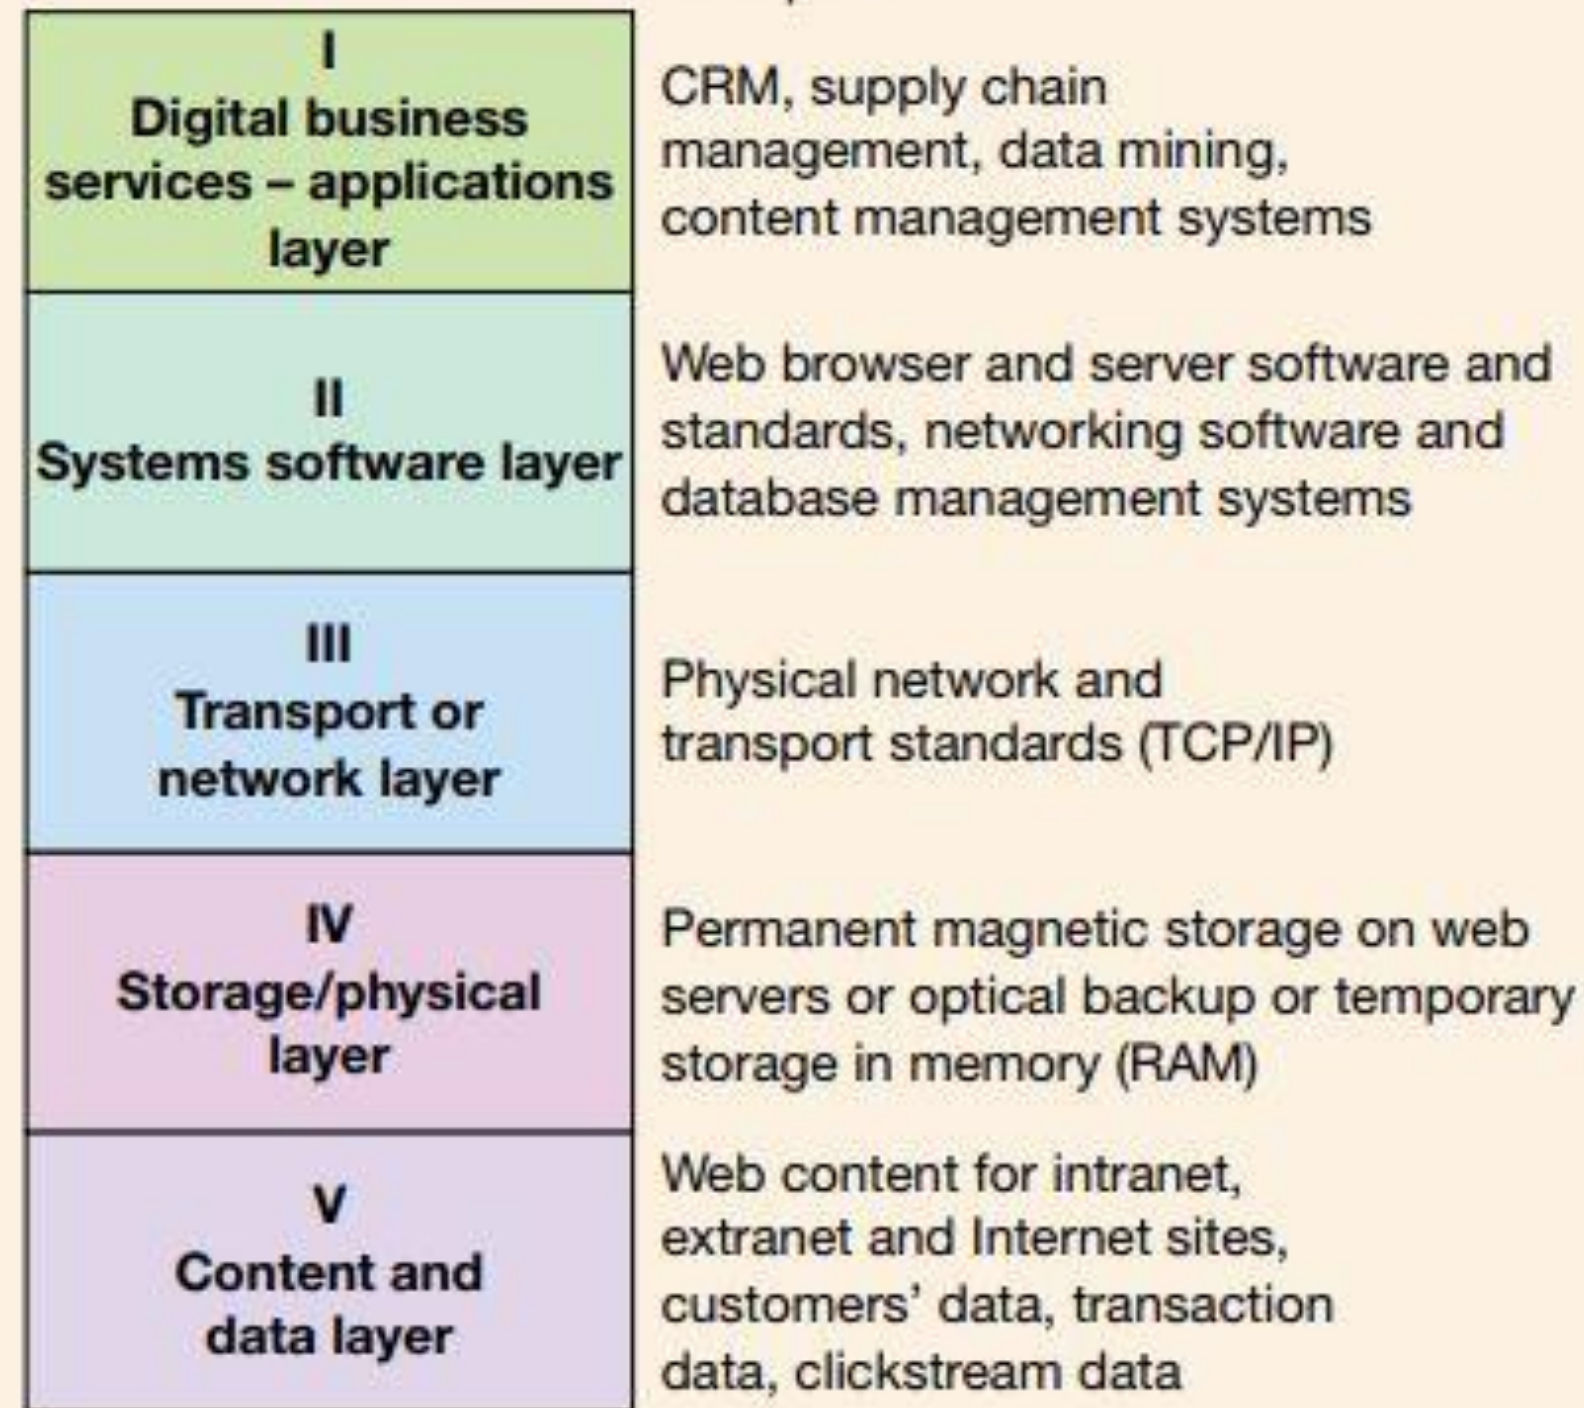 I
Digital business
services – applications
layer
CRM, supply chain
management, data mining,
content management systems
II
Systems software layer
Web browser and server software and
standards, networking software and
database management systems
III
Transport or
network layer
Physical network and
transport standards (TCP/IP)
IV
Storage/physical
layer
Permanent magnetic storage on web
servers or optical backup or temporary
storage in memory (RAM)
V
Content and
data layer
Web content for intranet,
extranet and Internet sites,
customers’ data, transaction
data, clickstream data